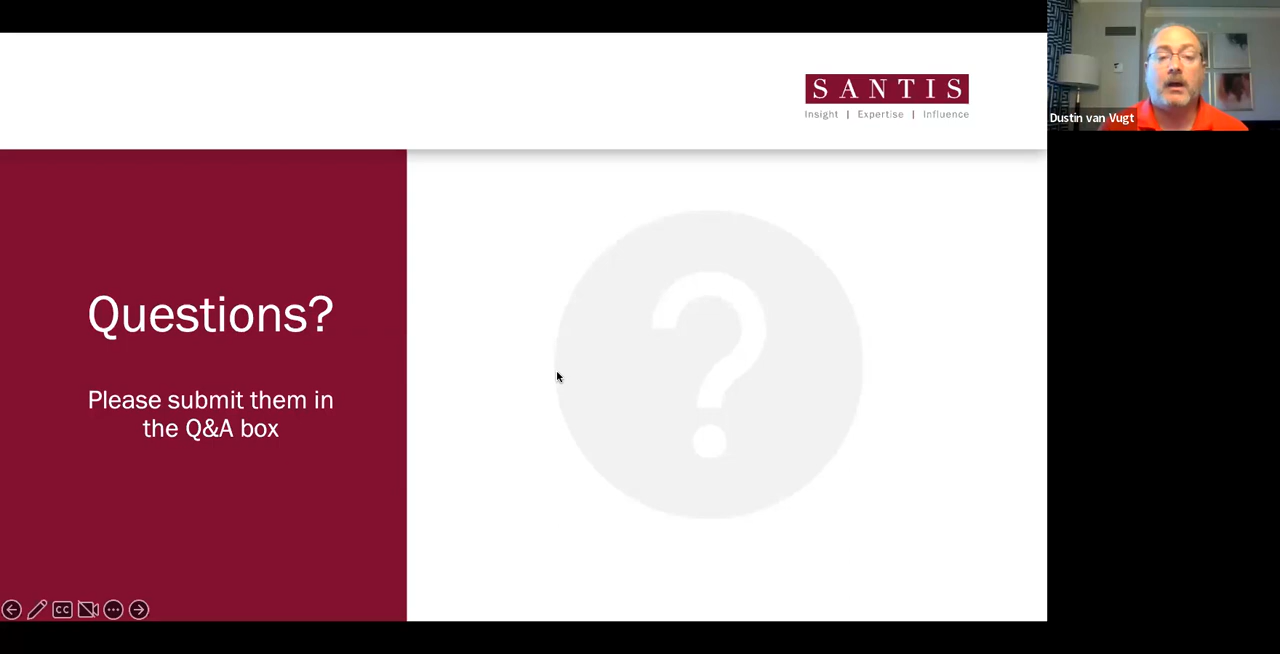 SANTIS
Insight | Expertise | Influence
Dustin van Vugt
Questions?
Please submit them in
the Q&A box
?
CC